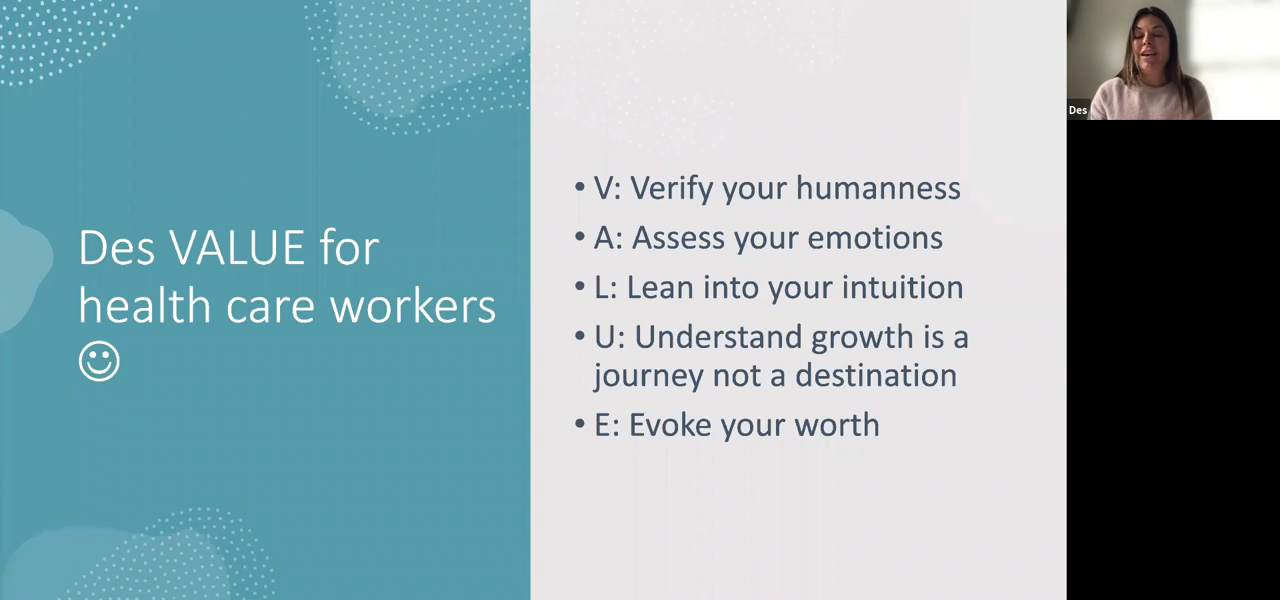 Des VALUE for
health care workers
☺
• V: Verify your humanness
• A: Assess your emotions
• L: Lean into your intuition
• U: Understand growth is a
journey not a destination
• E: Evoke your worth
Des